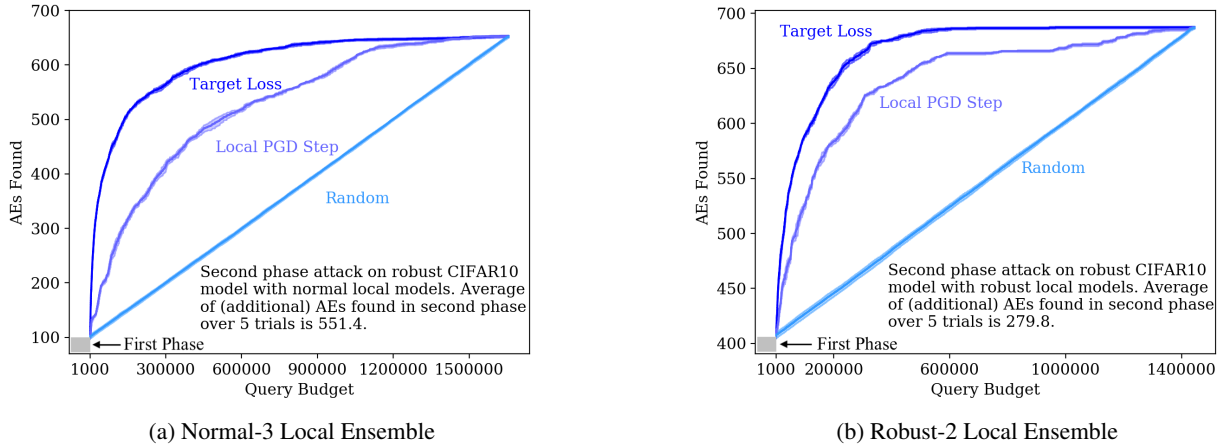 700
600
500
400
300
200
100
AEs Found
Target Loss
Local PGD Step
Random
Second phase attack on robust CIFAR10
model with normal local models. Average
of (additional) AEs found in second phase
over 5 trials is 551.4.
First Phase
1000 300000 600000 900000 1200000 1500000
Query Budget
(a) Normal-3 Local Ensemble
700
650
600
550
500
450
400
AEs Found
Target Loss
Local PGD Step
Random
Second phase attack on robust CIFAR10
model with robust local models. Average
of (additional) AEs found in second phase
over 5 trials is 279.8.
First Phase
1000 200000 600000 1000000 1400000
Query Budget
(b) Robust-2 Local Ensemble